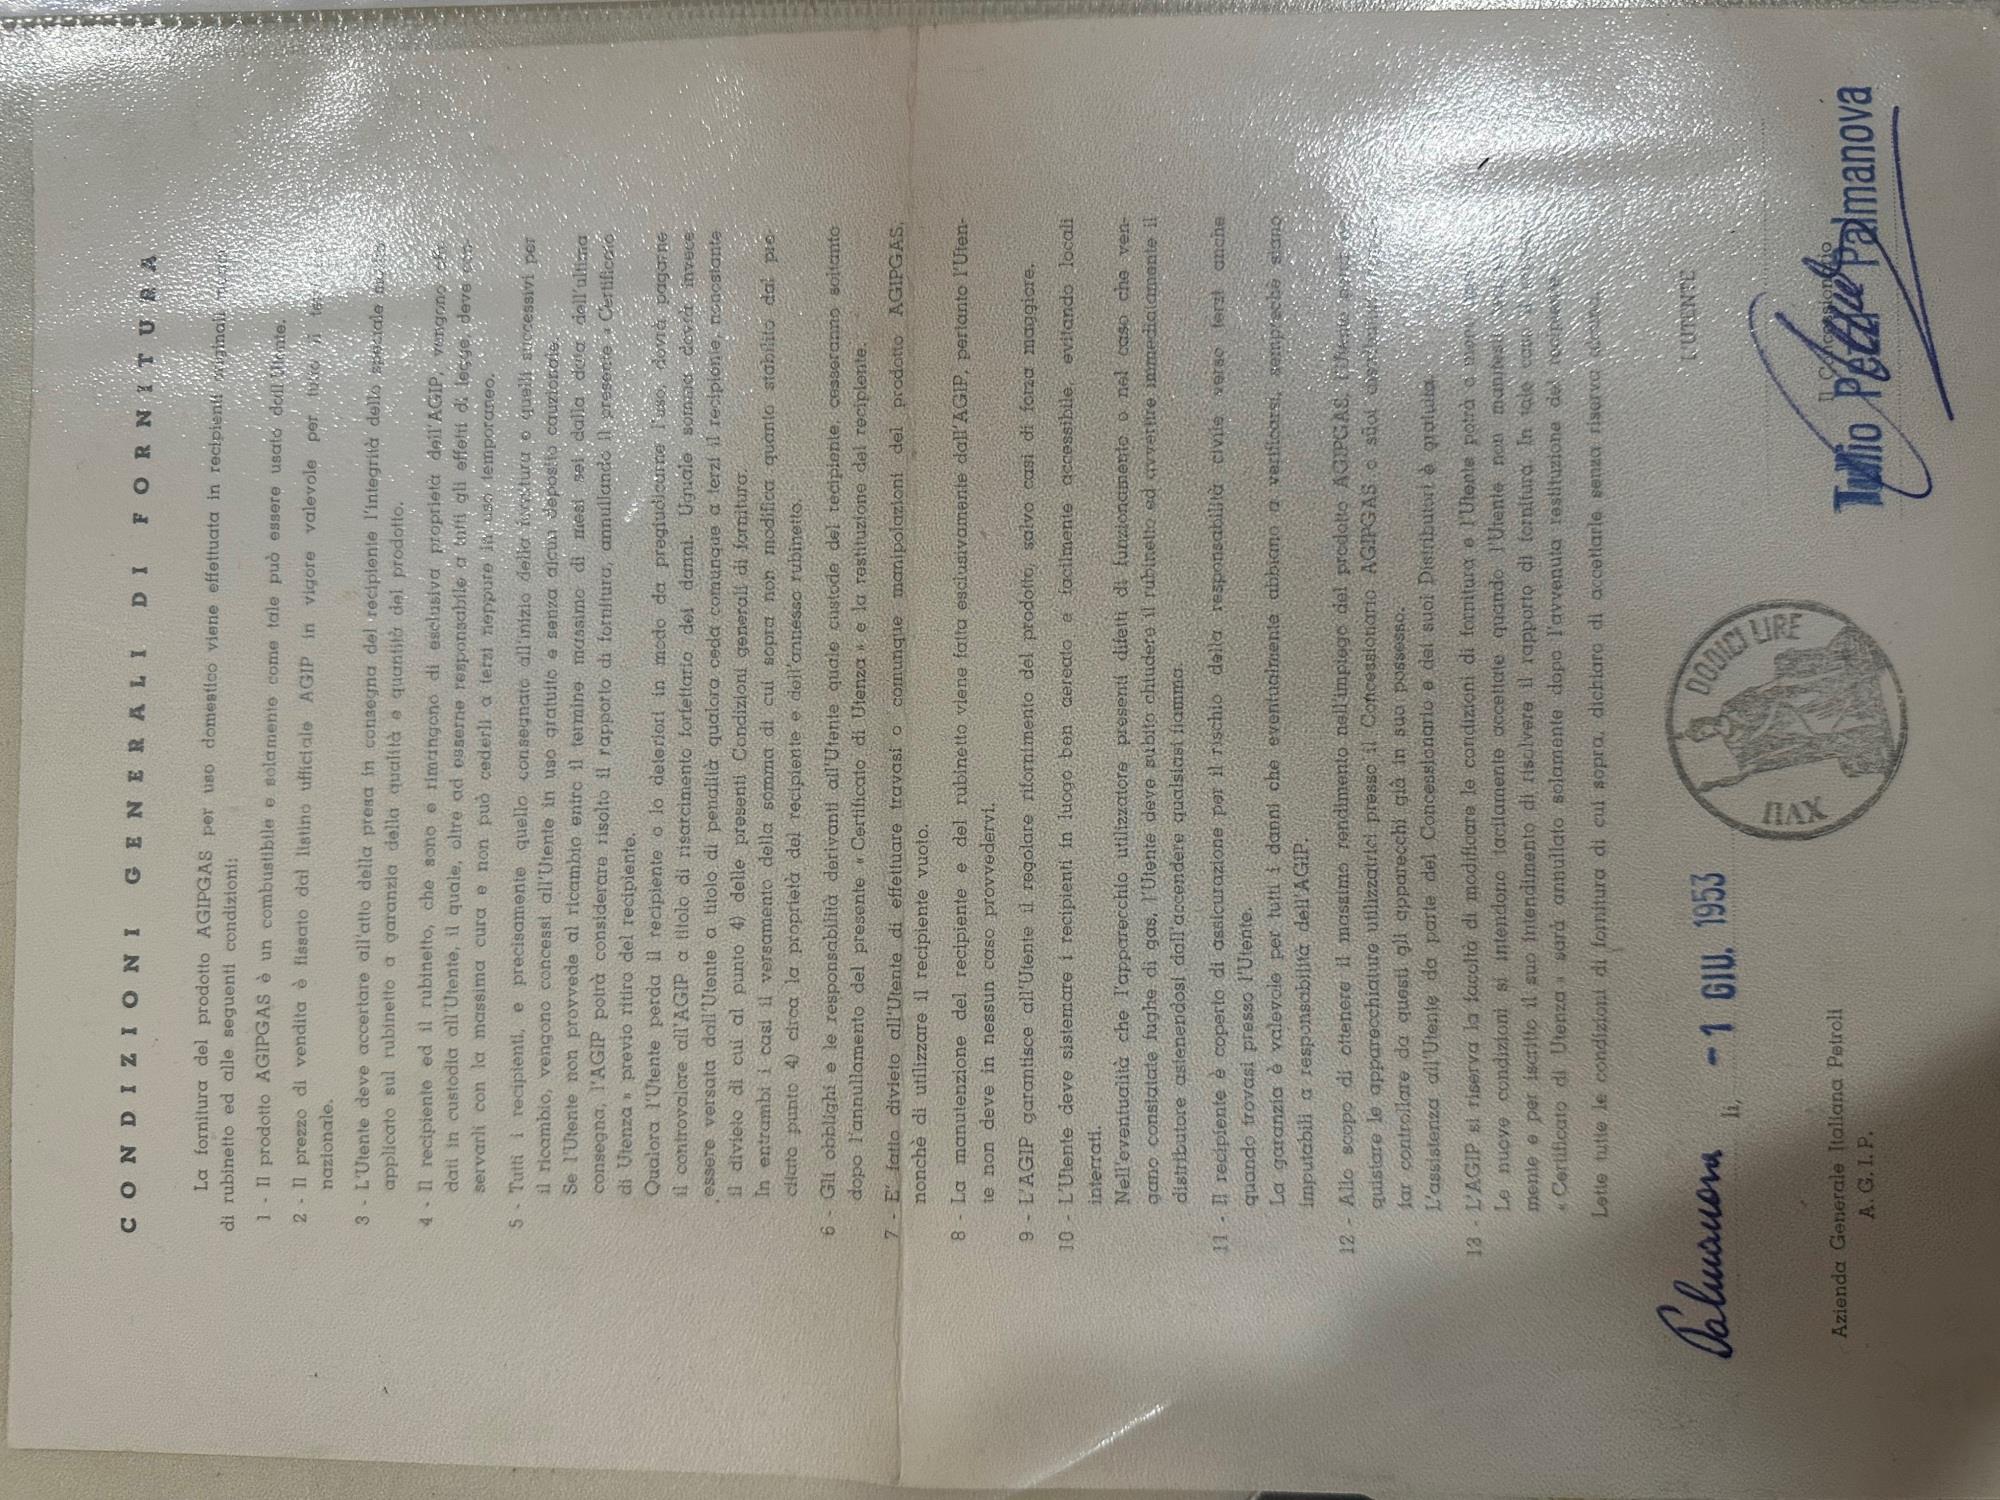 CONDIZIONI GENERALI DI FORNITURA
La fornitura del prodotto AGIPGAS per uso domestico viene effettuata in recipienti originali muniti
di rubinetto ed alle seguenti condizioni:
1 - Il prodotto AGIPGAS è un combustibile e solamente come tale può essere usato dall'Utente.
2 - Il prezzo di vendita è fissato dal listino ufficiale AGIP in vigore valevole per tutto il
nazionale.
3 - L'Utente deve accertare all'atto della presa in consegna del recipiente l'integrità dello speciale
applicato sul rubinetto a garanzia della qualità e quantità del prodotto.
4 - Il recipiente ed il rubinetto, che sono e rimangono di esclusiva proprietà dell'AGIP, vengono
dati in custodia all'Utente, il quale, oltre ad esserne responsabile a tutti gli effetti di legge, deve con-
servarli con la massima cura e non può cederli a terzi neppure in uso temporaneo.
5 - Tutti i recipienti, e precisamente quello consegnato all'inizio della fornitura o quelli successivi per
il ricambio, vengono concessi all'Utente in uso gratuito e senza alcun deposito cauzionale.
Se l'Utente non provvede al ricambio entro il termine massimo di mesi sei dalla data dell'ultima
consegna, l'AGIP potrà considerare risolto il rapporto di fornitura, annullando il presente « Certificato
di Utenza » previo ritiro del recipiente.
Qualora l'Utente perda il recipiente o lo deteriori in modo da pregiudicarne l'uso, dovrà pagarne
il controvalore all'AGIP a titolo di risarcimento forfettario dei danni. Uguale somma dovrà invece
essere versata dall'Utente a titolo di penalità qualora ceda comunque a terzi il recipiente nonostante
il divieto di cui al punto 4) delle presenti Condizioni generali di fornitura.
In entrambi i casi il versamento della somma di cui sopra non modifica quanto stabilito dal pre-
citato punto 4) circa la proprietà del recipiente e dell'annesso rubinetto.
6 - Gli obblighi e le responsabilità derivanti all'Utente quale custode del recipiente, cesseranno soltanto
dopo l'annullamento del presente « Certificato di Utenza » e la restituzione del recipiente.
7 - E' fatto divieto all'Utente di effettuare travasi o comunque manipolazioni del prodotto AGIPGAS,
nonchè di utilizzare il recipiente vuoto.
8 - La manutenzione del recipiente e del rubinetto viene fatta esclusivamente dall'AGIP, pertanto l'Uten-
te non deve in nessun caso provvedervi.
9 - L'AGIP garantisce all'Utente il regolare rifornimento del prodotto, salvo casi di forza maggiore.
10 - L'Utente deve sistemare i recipienti in luogo ben aereato e facilmente accessibile, evitando locali
interrati.
Nell'eventualità che l'apparecchio utilizzatore presenti difetti di funzionamento o nel caso che ven-
gano constatate fughe di gas, l'Utente deve subito chiudere il rubinetto ed avvertire immediatamente il
distributore astenendosi dall'accendere qualsiasi fiamma.
11 - Il recipiente è coperto di assicurazione per il rischio della responsabilità civile verso terzi anche
quando trovasi presso l'Utente.
La garanzia è valevole per tutti i danni che eventualmente abbiano a verificarsi, sempreché siano
imputabili a responsabilità dell'AGIP.
12 - Allo scopo di ottenere il massimo rendimento nell'impiego del prodotto AGIPGAS, l'Utente
quistare le apparecchiature utilizzatrici presso il Concessionario AGIPGAS o suoi
far controllare da questi gli apparecchi già in suo possesso.
L'assistenza all'Utente da parte del Concessionario e dei suoi Distributori è gratuita.
13 - L'AGIP si riserva la facoltà di modificare le condizioni di fornitura e l'Utente potrà o meno
Le nuove condizioni si intendono tacitamente accettate quando l'Utente non manifesti
mente e per iscritto il suo intendimento di risolvere il rapporto di fornitura. In tale caso il
« Certificato di Utenza » sarà annullato solamente dopo l'avvenuta restituzione del recipiente.
Lette tutte le condizioni di fornitura di cui sopra, dichiaro di accettarle senza riserva alcuna.
Palmanova li, - 1 GIU. 1953
L'UTENTE
DODICI LIRE
ΠΛΧ
Azienda Generale Italiana Petroli
A. G. I. P.
Il Concessionario
Tullio Palmanova